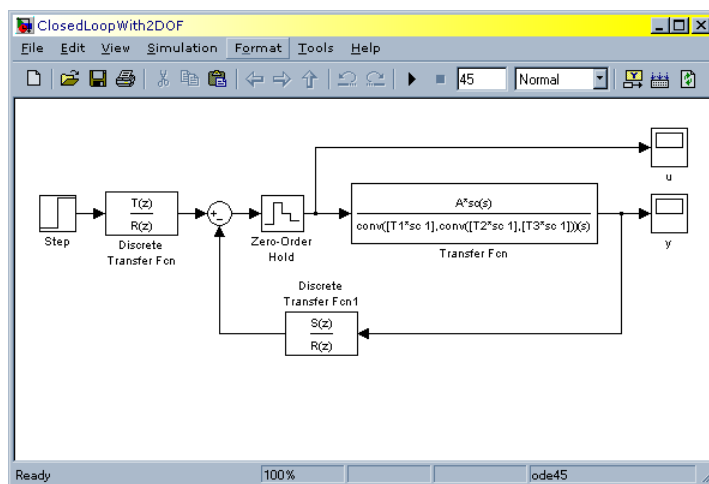 ClosedLoopWith2DOF
File Edit View Simulation Format Tools Help
45 Normal
u
T(z)
R(z)
+
-
A*sc(s)
conv([T1*sc 1],conv([T2*sc 1],[T3*sc 1]))(s)
Step
Discrete
Transfer Fcn
Zero-Order
Hold
Transfer Fcn
y
Discrete
Transfer Fcn1
S(z)
R(z)
Ready 100% ode45